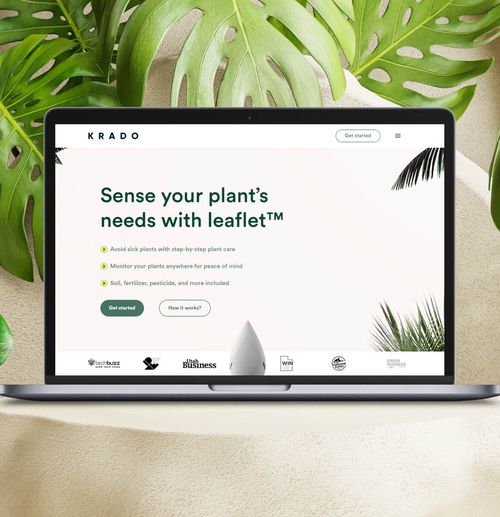 KRADO
Get started
Sense your plant's
needs with leaflet™
Avoid sick plants with step-by-step plant care
Monitor your plants anywhere for peace of mind
Soil, fertilizer, pesticide, and more included
Get started
How it works?
techbuzz
Utah
Business
WIN
GREEN
BUSINESS